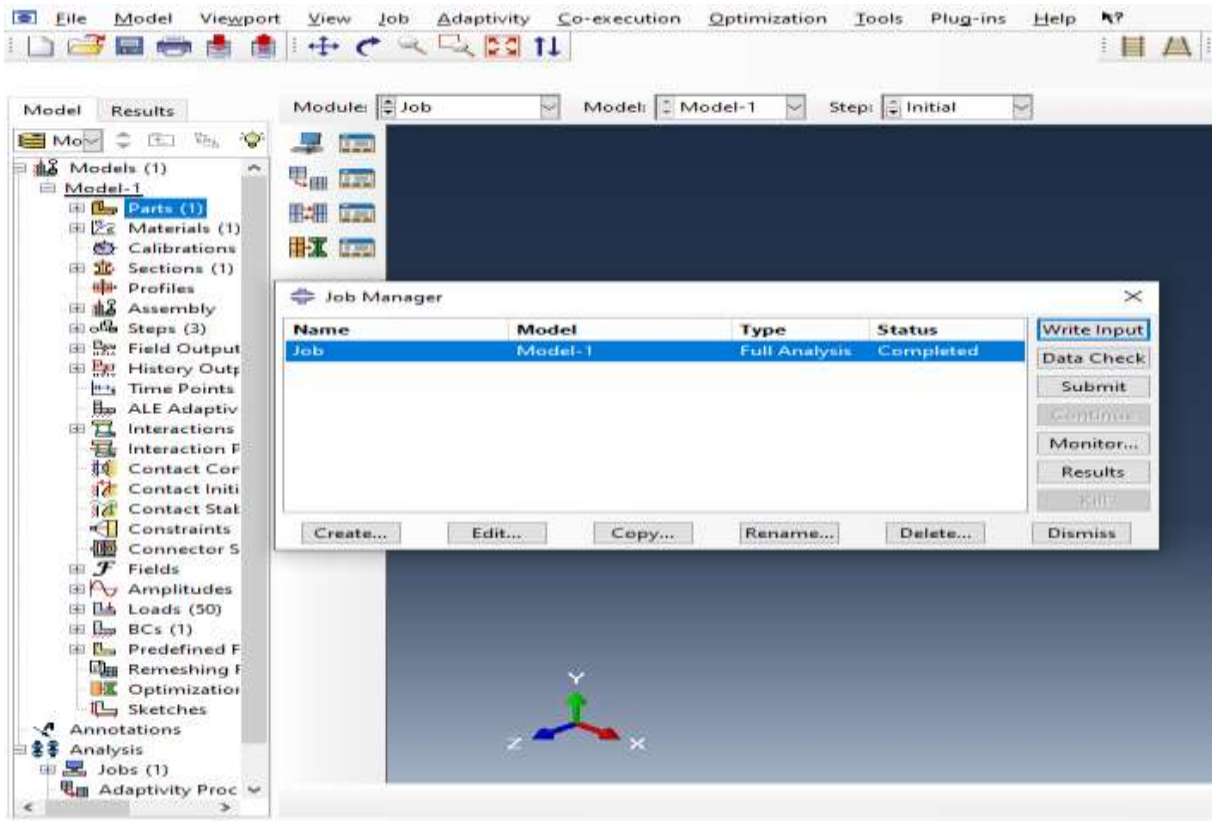 File Model Viewport View Job Adaptivity Co-execution Optimization Tools Plug-ins Help
Model Results
Module: Job Model: Model-1 Step: Initial
Mo
Models (1)
Model-1
Parts (1)
Materials (1)
Calibrations
Sections (1)
Profiles
Assembly
Steps (3)
Field Output
History Outp
Time Points
ALE Adaptiv
Interactions
Interaction P
Contact Cor
Contact Initi
Contact Stab
Constraints
Connector S
Fields
Amplitudes
Loads (50)
BCs (1)
Predefined F
Remeshing R
Optimization
Sketches
Annotations
Analysis
Jobs (1)
Adaptivity Proc
Job Manager
Name Model Type Status
Job Model-1 Full Analysis Completed
Write Input
Data Check
Submit
Continue
Monitor...
Results
Kill
Create... Edit... Copy... Rename... Delete... Dismiss
Y
Z X